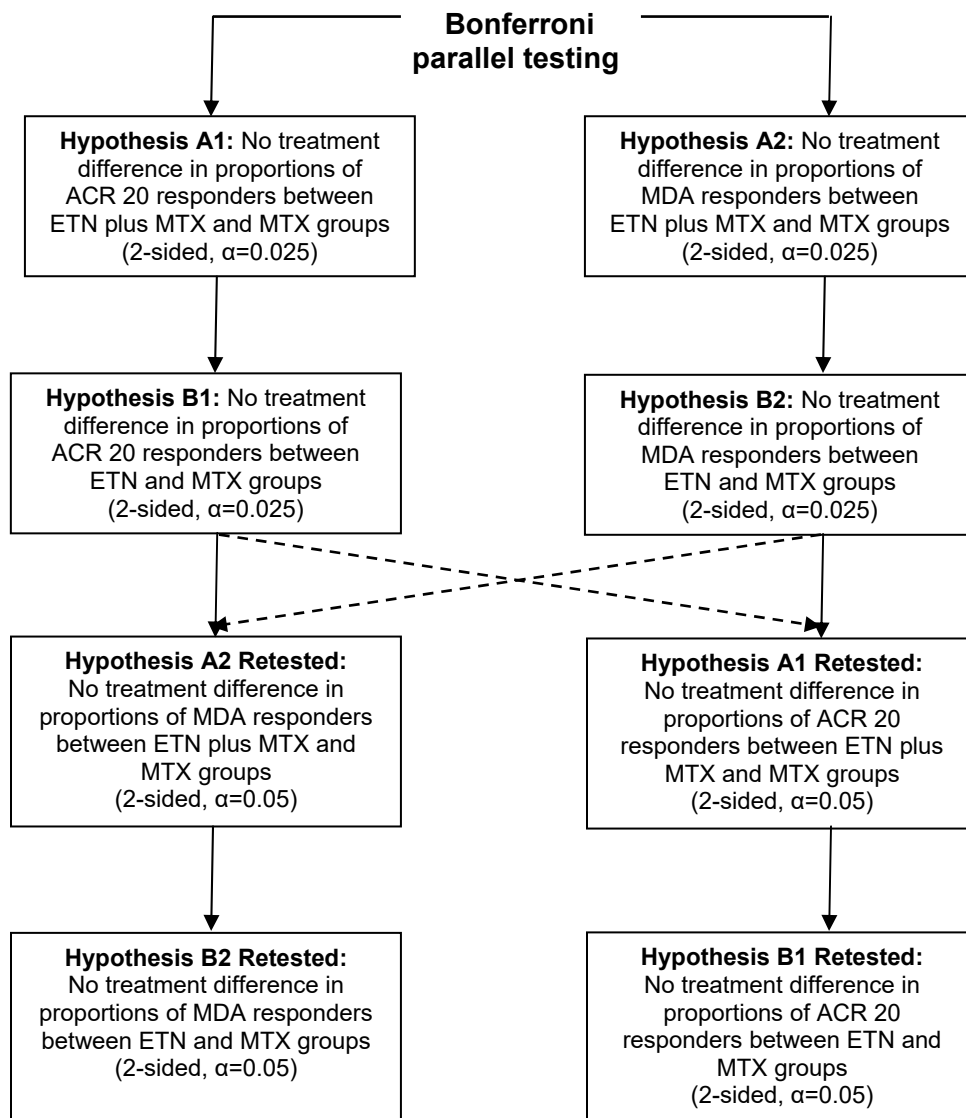 Bonferroni
parallel testing
Hypothesis A1: No treatment
difference in proportions of
ACR 20 responders between
ETN plus MTX and MTX groups
(2-sided, α=0.025)
Hypothesis A2: No treatment
difference in proportions of
MDA responders between
ETN plus MTX and MTX groups
(2-sided, α=0.025)
Hypothesis B1: No treatment
difference in proportions of
ACR 20 responders between
ETN and MTX groups
(2-sided, α=0.025)
Hypothesis B2: No treatment
difference in proportions of
MDA responders between
ETN and MTX groups
(2-sided, α=0.025)
Hypothesis A2 Retested:
No treatment difference in
proportions of MDA responders
between ETN plus MTX and
MTX groups
(2-sided, α=0.05)
Hypothesis A1 Retested:
No treatment difference in
proportions of ACR 20
responders between ETN plus
MTX and MTX groups
(2-sided, α=0.05)
Hypothesis B2 Retested:
No treatment difference in
proportions of MDA responders
between ETN and MTX groups
(2-sided, α=0.05)
Hypothesis B1 Retested:
No treatment difference in
proportions of ACR 20
responders between ETN and
MTX groups
(2-sided, α=0.05)